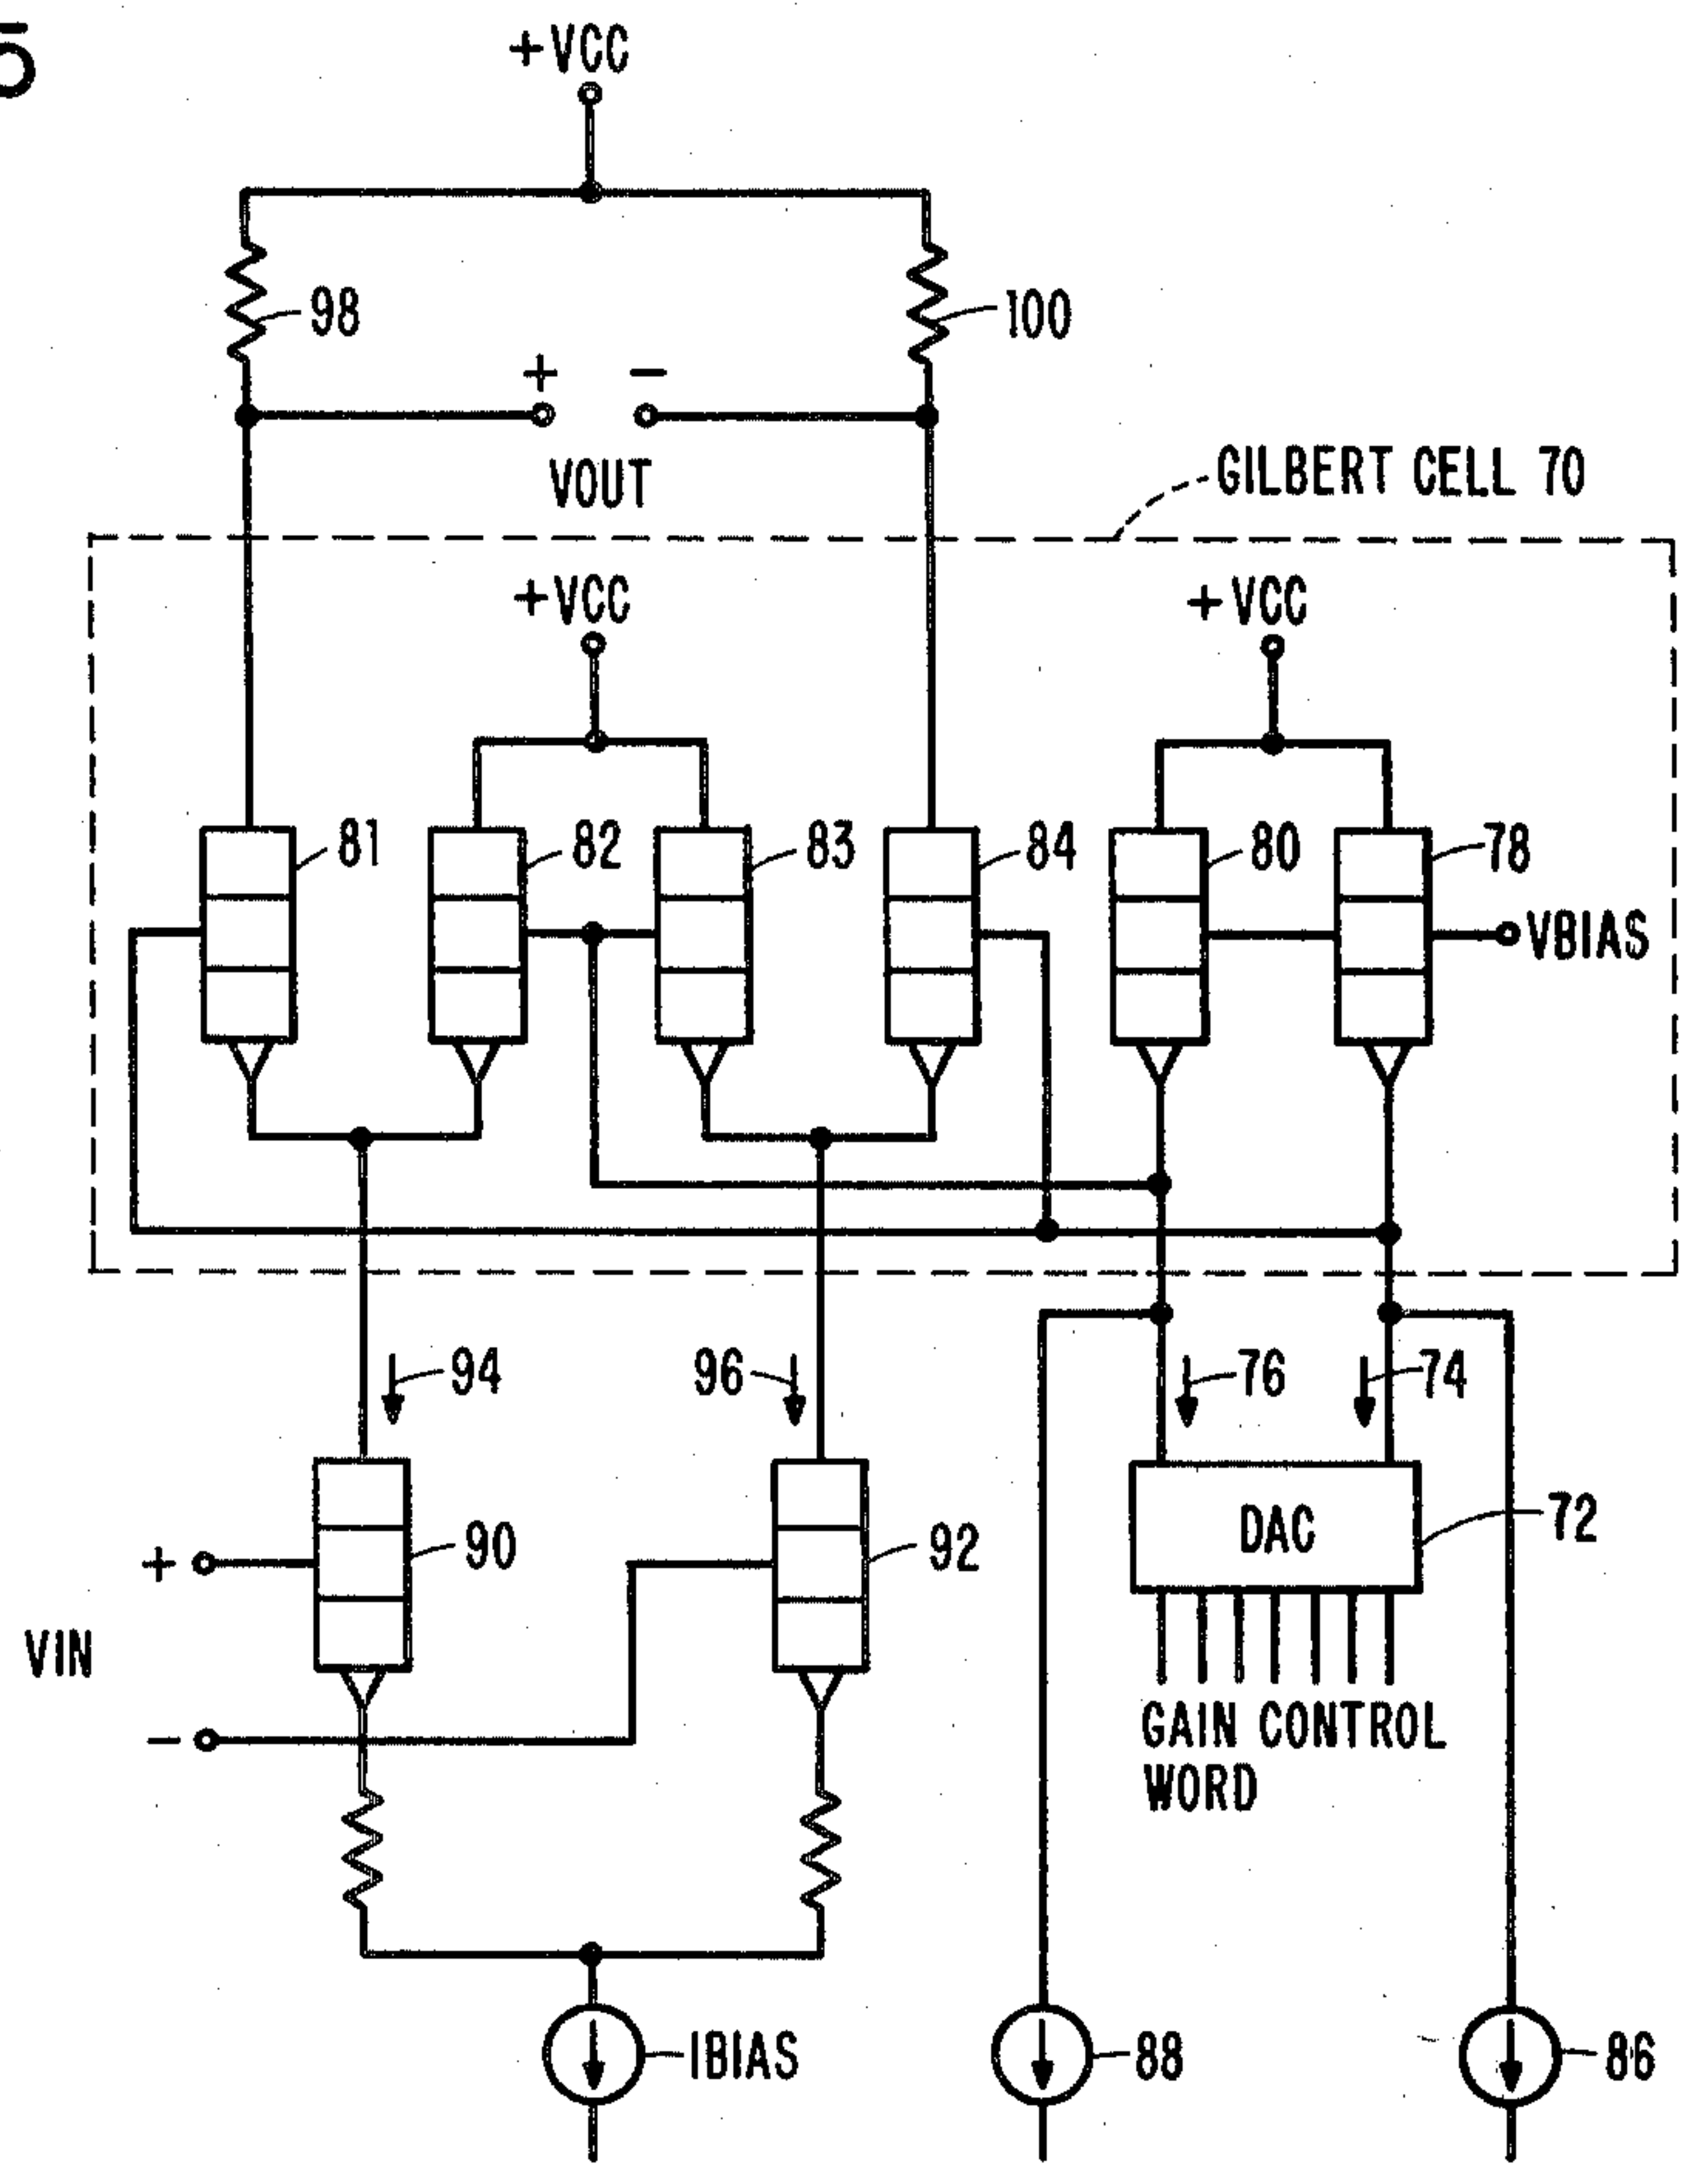 5
+VCC
98
100
+ −
VOUT
GILBERT CELL 70
+VCC
+VCC
81
82
83
84
80
78
VBIAS
94
96
76
74
DAC
72
+
90
92
VIN
−
GAIN CONTROL
WORD
IBIAS
88
86